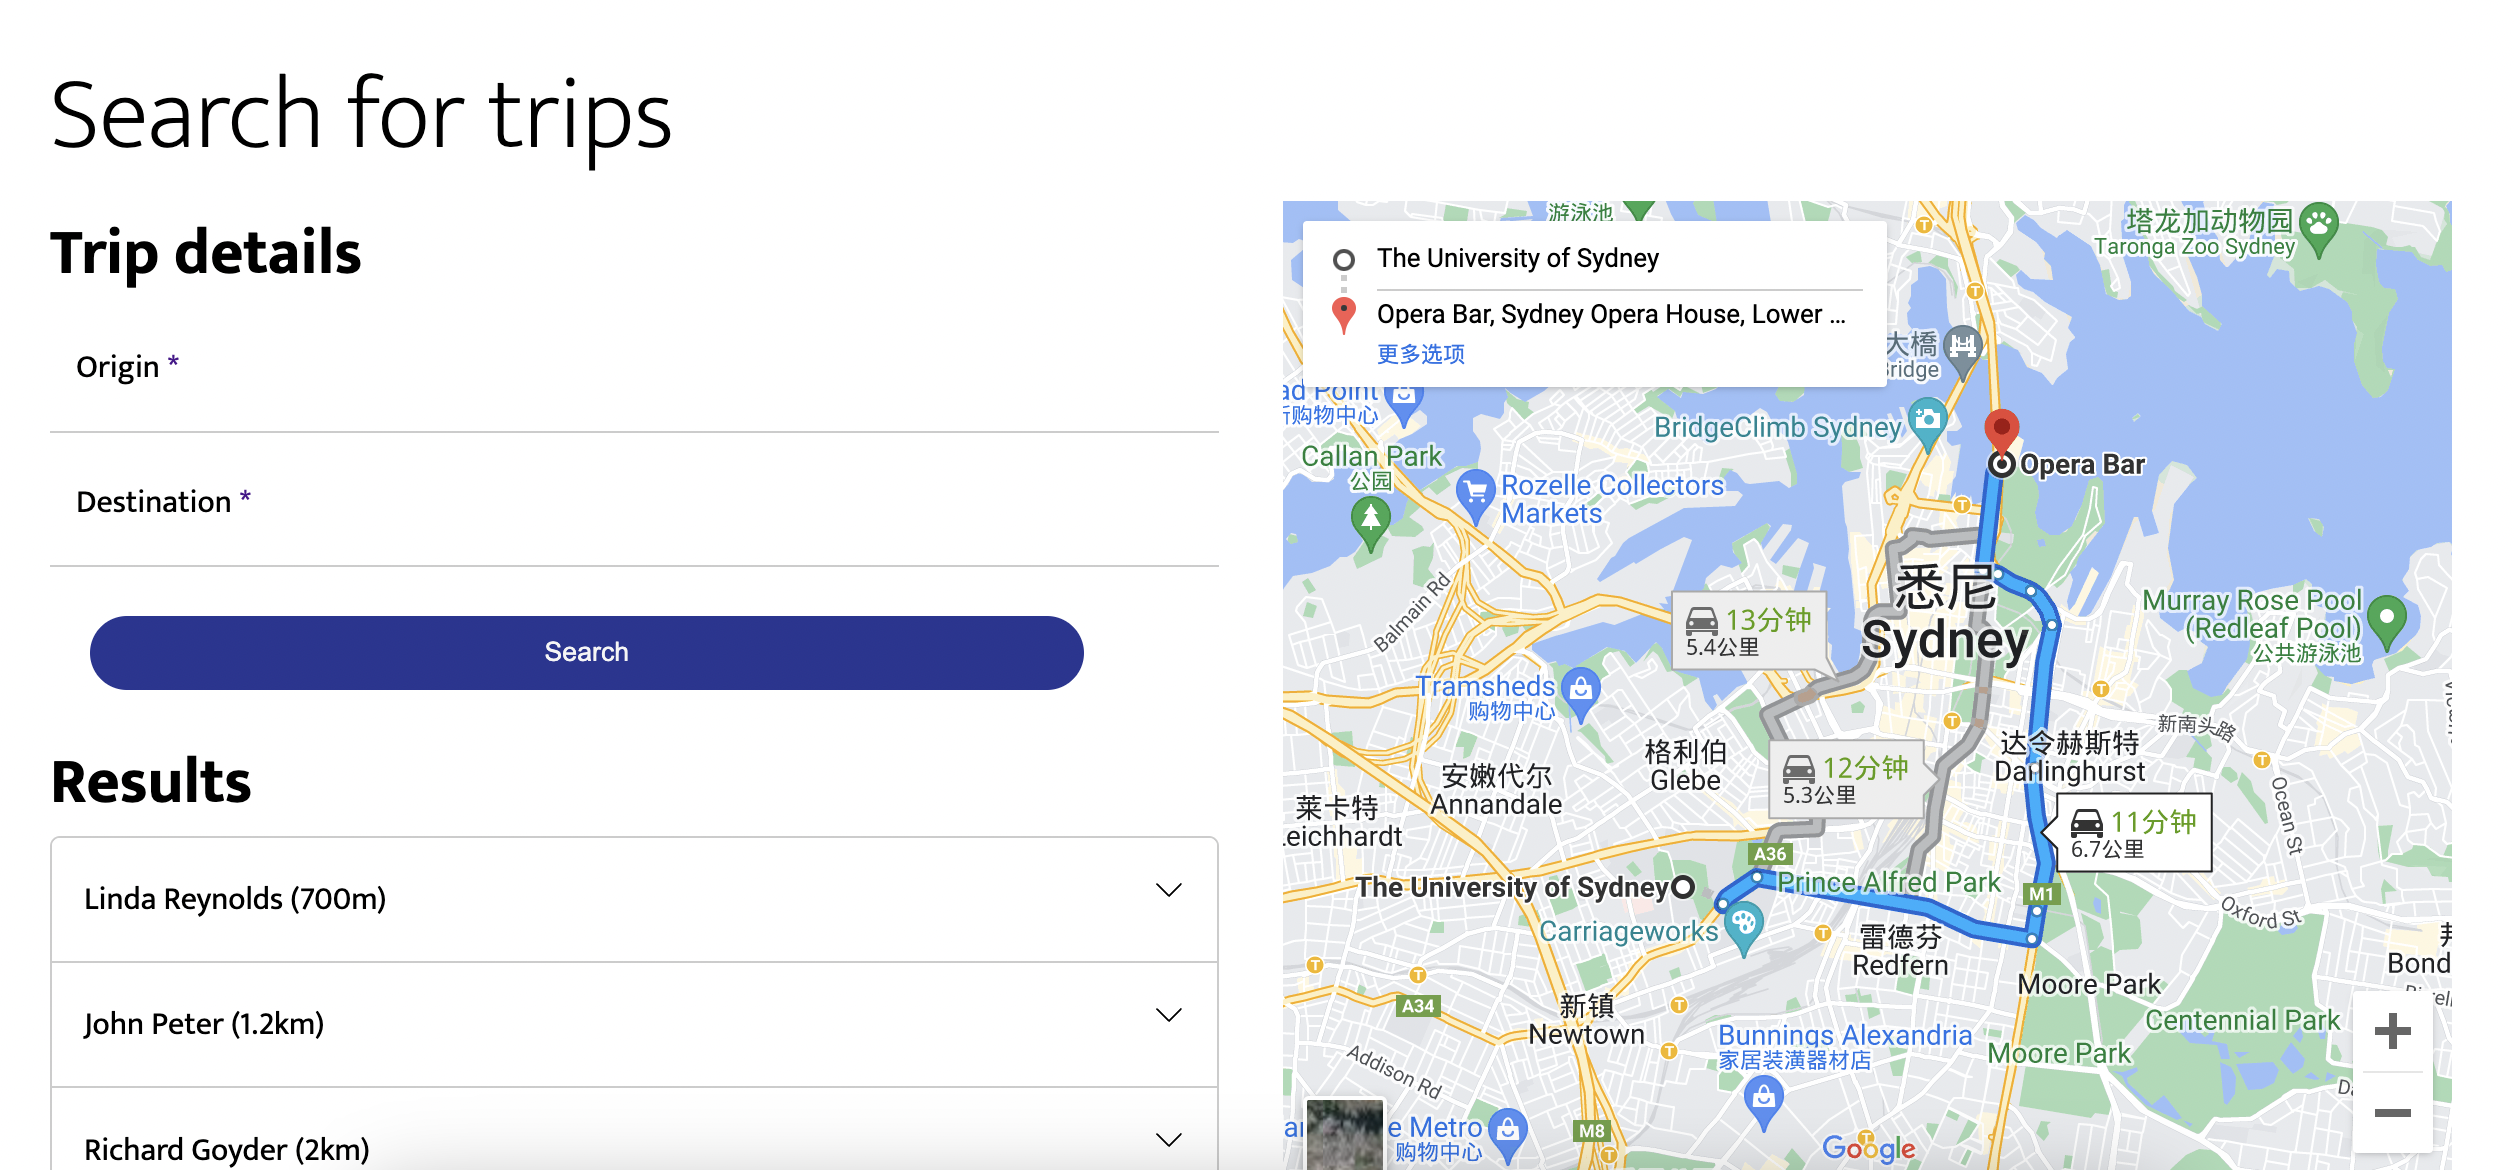 Search for trips
Trip details
Origin *
Destination *
Search
Results
Linda Reynolds (700m)
John Peter (1.2km)
Richard Goyder (2km)
The University of Sydney
Opera Bar, Sydney Opera House, Lower ...
更多选项
游泳池
塔龙加动物园
Taronga Zoo Sydney
大橋
Bridge
ad Point
购物中心
BridgeClimb Sydney
Callan Park
公园
Opera Bar
Rozelle Collectors
Markets
悉尼
Sydney
Balmain Rd
13分钟
5.4公里
Murray Rose Pool
(Redleaf Pool)
公共游泳池
Tramsheds
购物中心
新南头路
格利伯
Glebe
达令赫斯特
Darlinghurst
安嫩代尔
Annandale
12分钟
5.3公里
莱卡特
Leichhardt
11分钟
6.7公里
Ocean St
A36
The University of Sydney
Prince Alfred Park
M1
Oxford St
Carriageworks
雷德芬
Redfern
Bond
Moore Park
A34
新镇
Newtown
Centennial Park
Bunnings Alexandria
家居装潢器材店
Moore Park
Addison Rd
e Metro
购物中心
M8
Google